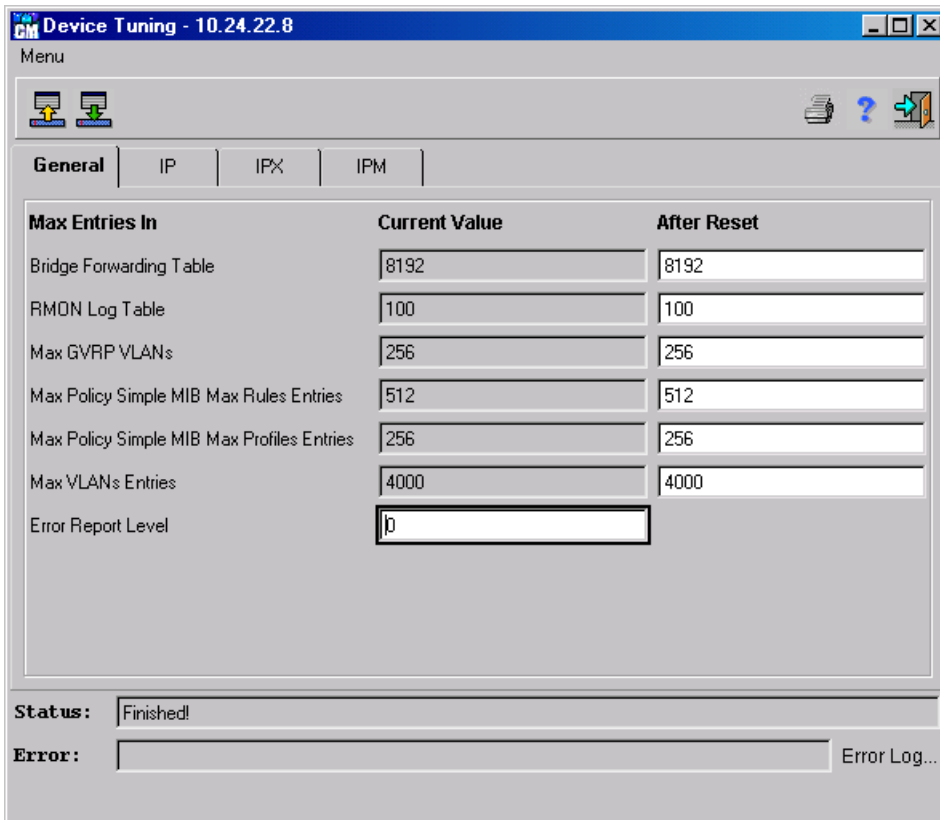 GM Device Tuning - 10.24.22.8
Menu
?
General IP IPX IPM
Max Entries In Current Value After Reset
Bridge Forwarding Table 8192 8192
RMON Log Table 100 100
Max GVRP VLANs 256 256
Max Policy Simple MIB Max Rules Entries 512 512
Max Policy Simple MIB Max Profiles Entries 256 256
Max VLANs Entries 4000 4000
Error Report Level 0
Status: Finished!
Error: Error Log...